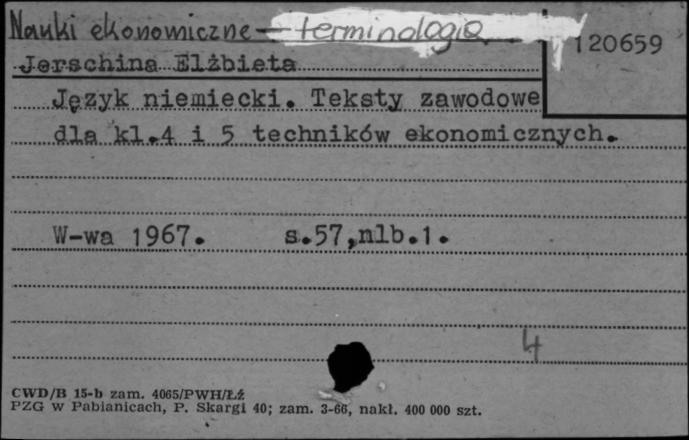 Nauki ekonomiczne - terminologia
120659
Jerschina Elżbieta
Język niemiecki. Teksty zawodowe
dla kl.4 i 5 techników ekonomicznych.
W-wa 1967. s.57,nlb.1.
4
CWD/B 15-b zam. 4065/PWH/Łź
PZG w Pabianicach, P. Skargi 40; zam. 3-66, nakł. 400 000 szt.